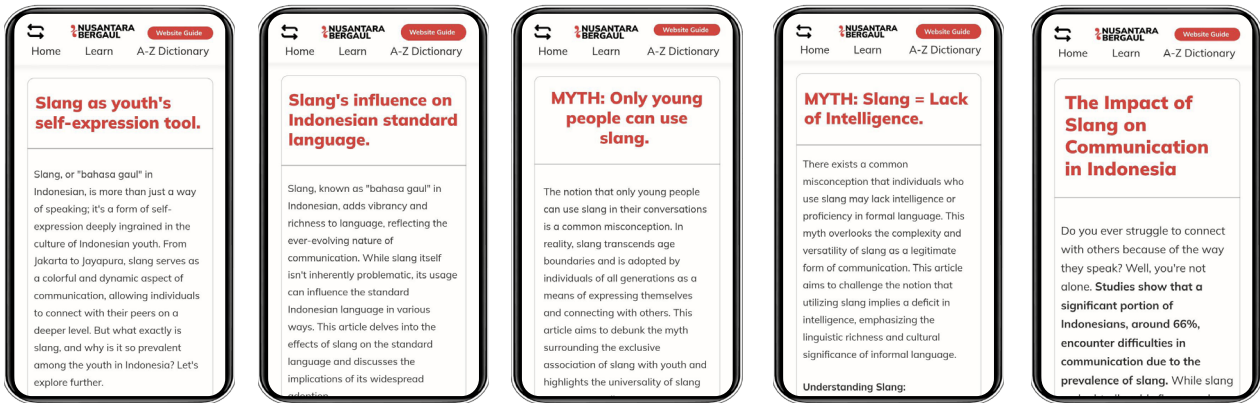 NUSANTARA
BERGAUL
Website Guide
Home Learn A-Z Dictionary
Slang as youth's
self-expression tool.
Slang, or "bahasa gaul" in
Indonesian, is more than just a way
of speaking; it's a form of self-
expression deeply ingrained in the
culture of Indonesian youth. From
Jakarta to Jayapura, slang serves as
a colorful and dynamic aspect of
communication, allowing individuals
to connect with their peers on a
deeper level. But what exactly is
slang, and why is it so prevalent
among the youth in Indonesia? Let's
explore further.
NUSANTARA
BERGAUL
Website Guide
Home Learn A-Z Dictionary
Slang's influence on
Indonesian standard
language.
Slang, known as "bahasa gaul" in
Indonesian, adds vibrancy and
richness to language, reflecting the
ever-evolving nature of
communication. While slang itself
isn't inherently problematic, its usage
can influence the standard
Indonesian language in various
ways. This article delves into the
effects of slang on the standard
language and discusses the
implications of its widespread
NUSANTARA
BERGAUL
Website Guide
Home Learn A-Z Dictionary
MYTH: Only young
people can use
slang.
The notion that only young people
can use slang in their conversations
is a common misconception. In
reality, slang transcends age
boundaries and is adopted by
individuals of all generations as a
means of expressing themselves
and connecting with others. This
article aims to debunk the myth
surrounding the exclusive
association of slang with youth and
highlights the universality of slang
NUSANTARA
BERGAUL
Website Guide
Home Learn A-Z Dictionary
MYTH: Slang = Lack
of Intelligence.
There exists a common
misconception that individuals who
use slang may lack intelligence or
proficiency in formal language. This
myth overlooks the complexity and
versatility of slang as a legitimate
form of communication. This article
aims to challenge the notion that
utilizing slang implies a deficit in
intelligence, emphasizing the
linguistic richness and cultural
significance of informal language.
Understanding Slang:
NUSANTARA
BERGAUL
Website Guide
Home Learn A-Z Dictionary
The Impact of
Slang on
Communication
in Indonesia
Do you ever struggle to connect
with others because of the way
they speak? Well, you're not
alone. Studies show that a
significant portion of
Indonesians, around 66%,
encounter difficulties in
communication due to the
prevalence of slang. While slang